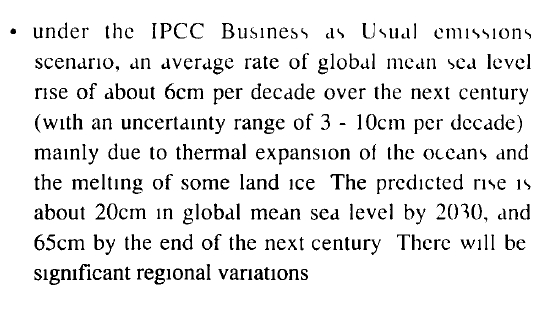 • under the IPCC Business as Usual emissions
scenario, an average rate of global mean sea level
rise of about 6cm per decade over the next century
(with an uncertainty range of 3 - 10cm per decade)
mainly due to thermal expansion of the oceans and
the melting of some land ice The predicted rise is
about 20cm in global mean sea level by 2030, and
65cm by the end of the next century There will be
significant regional variations